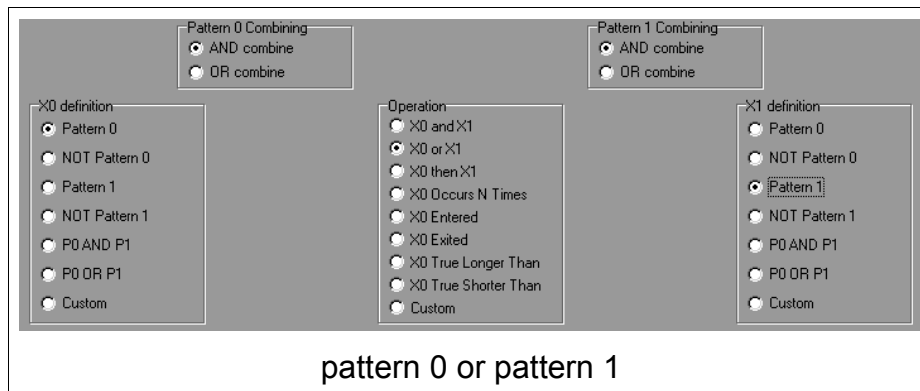 Pattern 0 Combining
AND combine
OR combine
Pattern 1 Combining
AND combine
OR combine
X0 definition
Pattern 0
NOT Pattern 0
Pattern 1
NOT Pattern 1
P0 AND P1
P0 OR P1
Custom
Operation
X0 and X1
X0 or X1
X0 then X1
X0 Occurs N Times
X0 Entered
X0 Exited
X0 True Longer Than
X0 True Shorter Than
Custom
X1 definition
Pattern 0
NOT Pattern 0
Pattern 1
NOT Pattern 1
P0 AND P1
P0 OR P1
Custom
pattern 0 or pattern 1